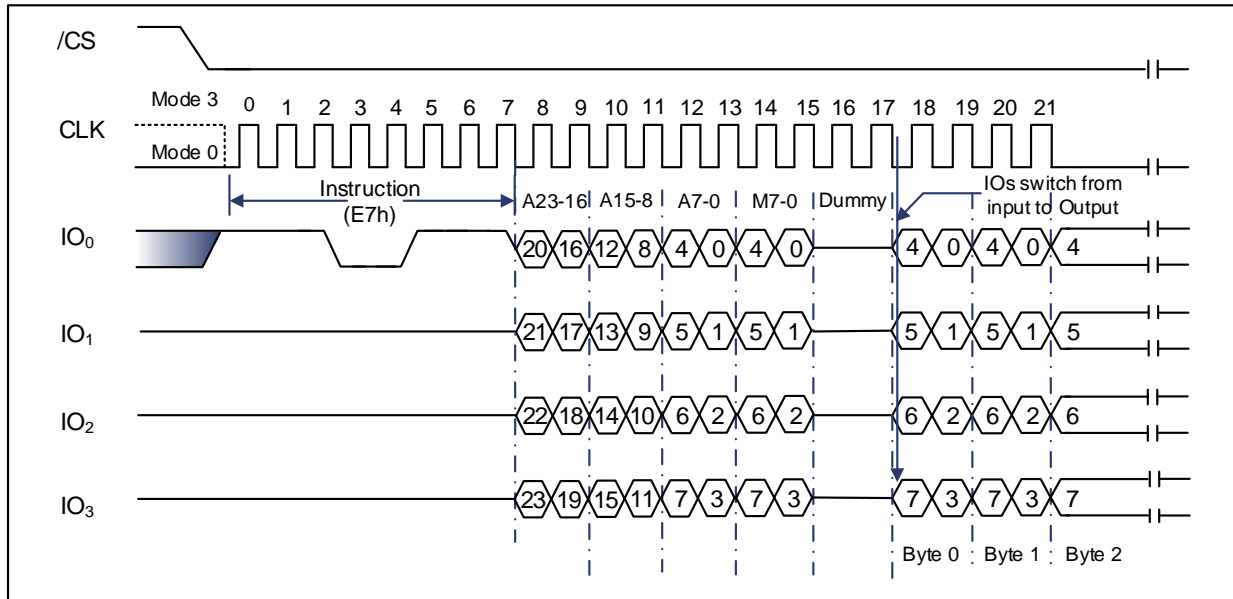 /CS
Mode 3
0 1 2 3 4 5 6 7 8 9 10 11 12 13 14 15 16 17 18 19 20 21
CLK
Mode 0
Instruction
(E7h)
A23-16 A15-8 A7-0 M7-0 Dummy
IOs switch from
input to Output
IO0 20 16 12 8 4 0 4 0 4 0 4 0 4
IO1 21 17 13 9 5 1 5 1 5 1 5 1 5
IO2 22 18 14 10 6 2 6 2 6 2 6 2 6
IO3 23 19 15 11 7 3 7 3 7 3 7 3 7
Byte 0 Byte 1 Byte 2